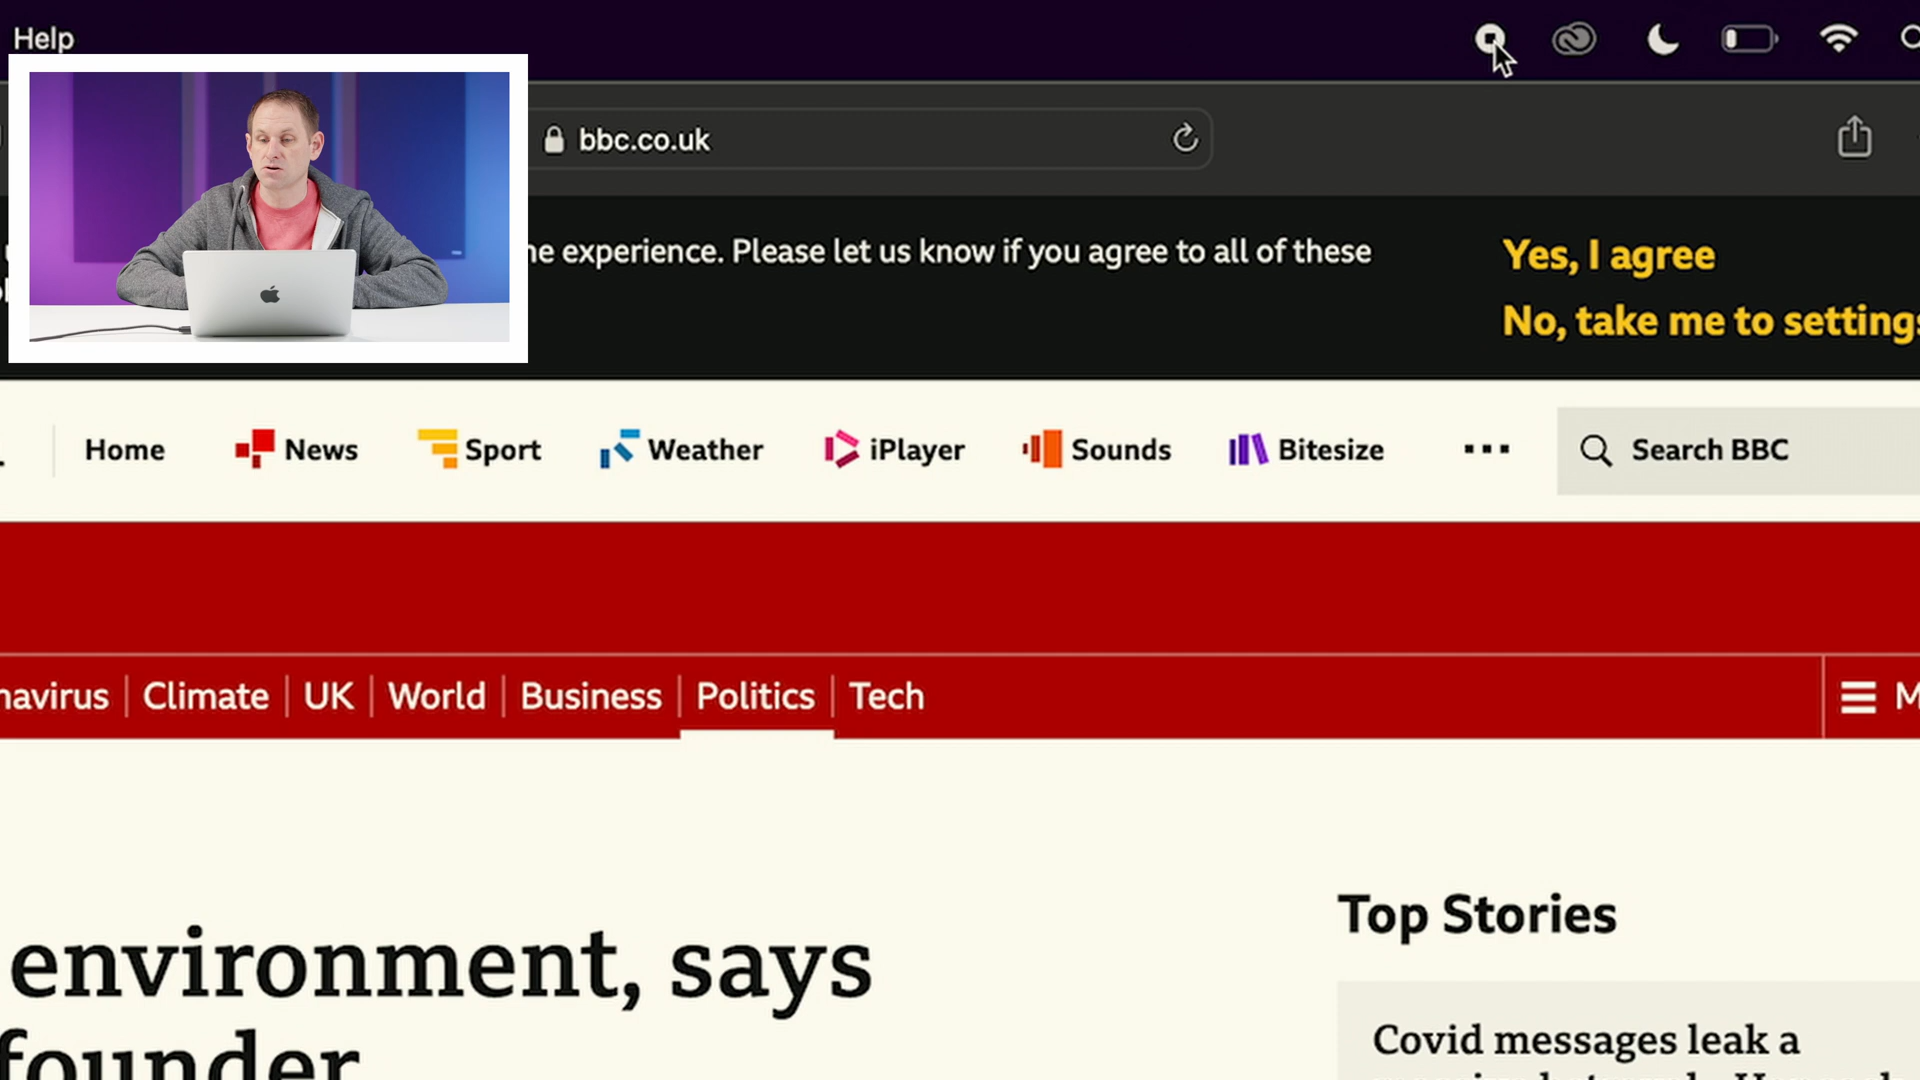 Help
bbc.co.uk
experience. Please let us know if you agree to all of these
Yes, I agree
No, take me to settings
Home News Sport Weather iPlayer Sounds Bitesize ... Search BBC
Climate UK World Business Politics Tech
environment, says
founder
Top Stories
Covid messages leak a